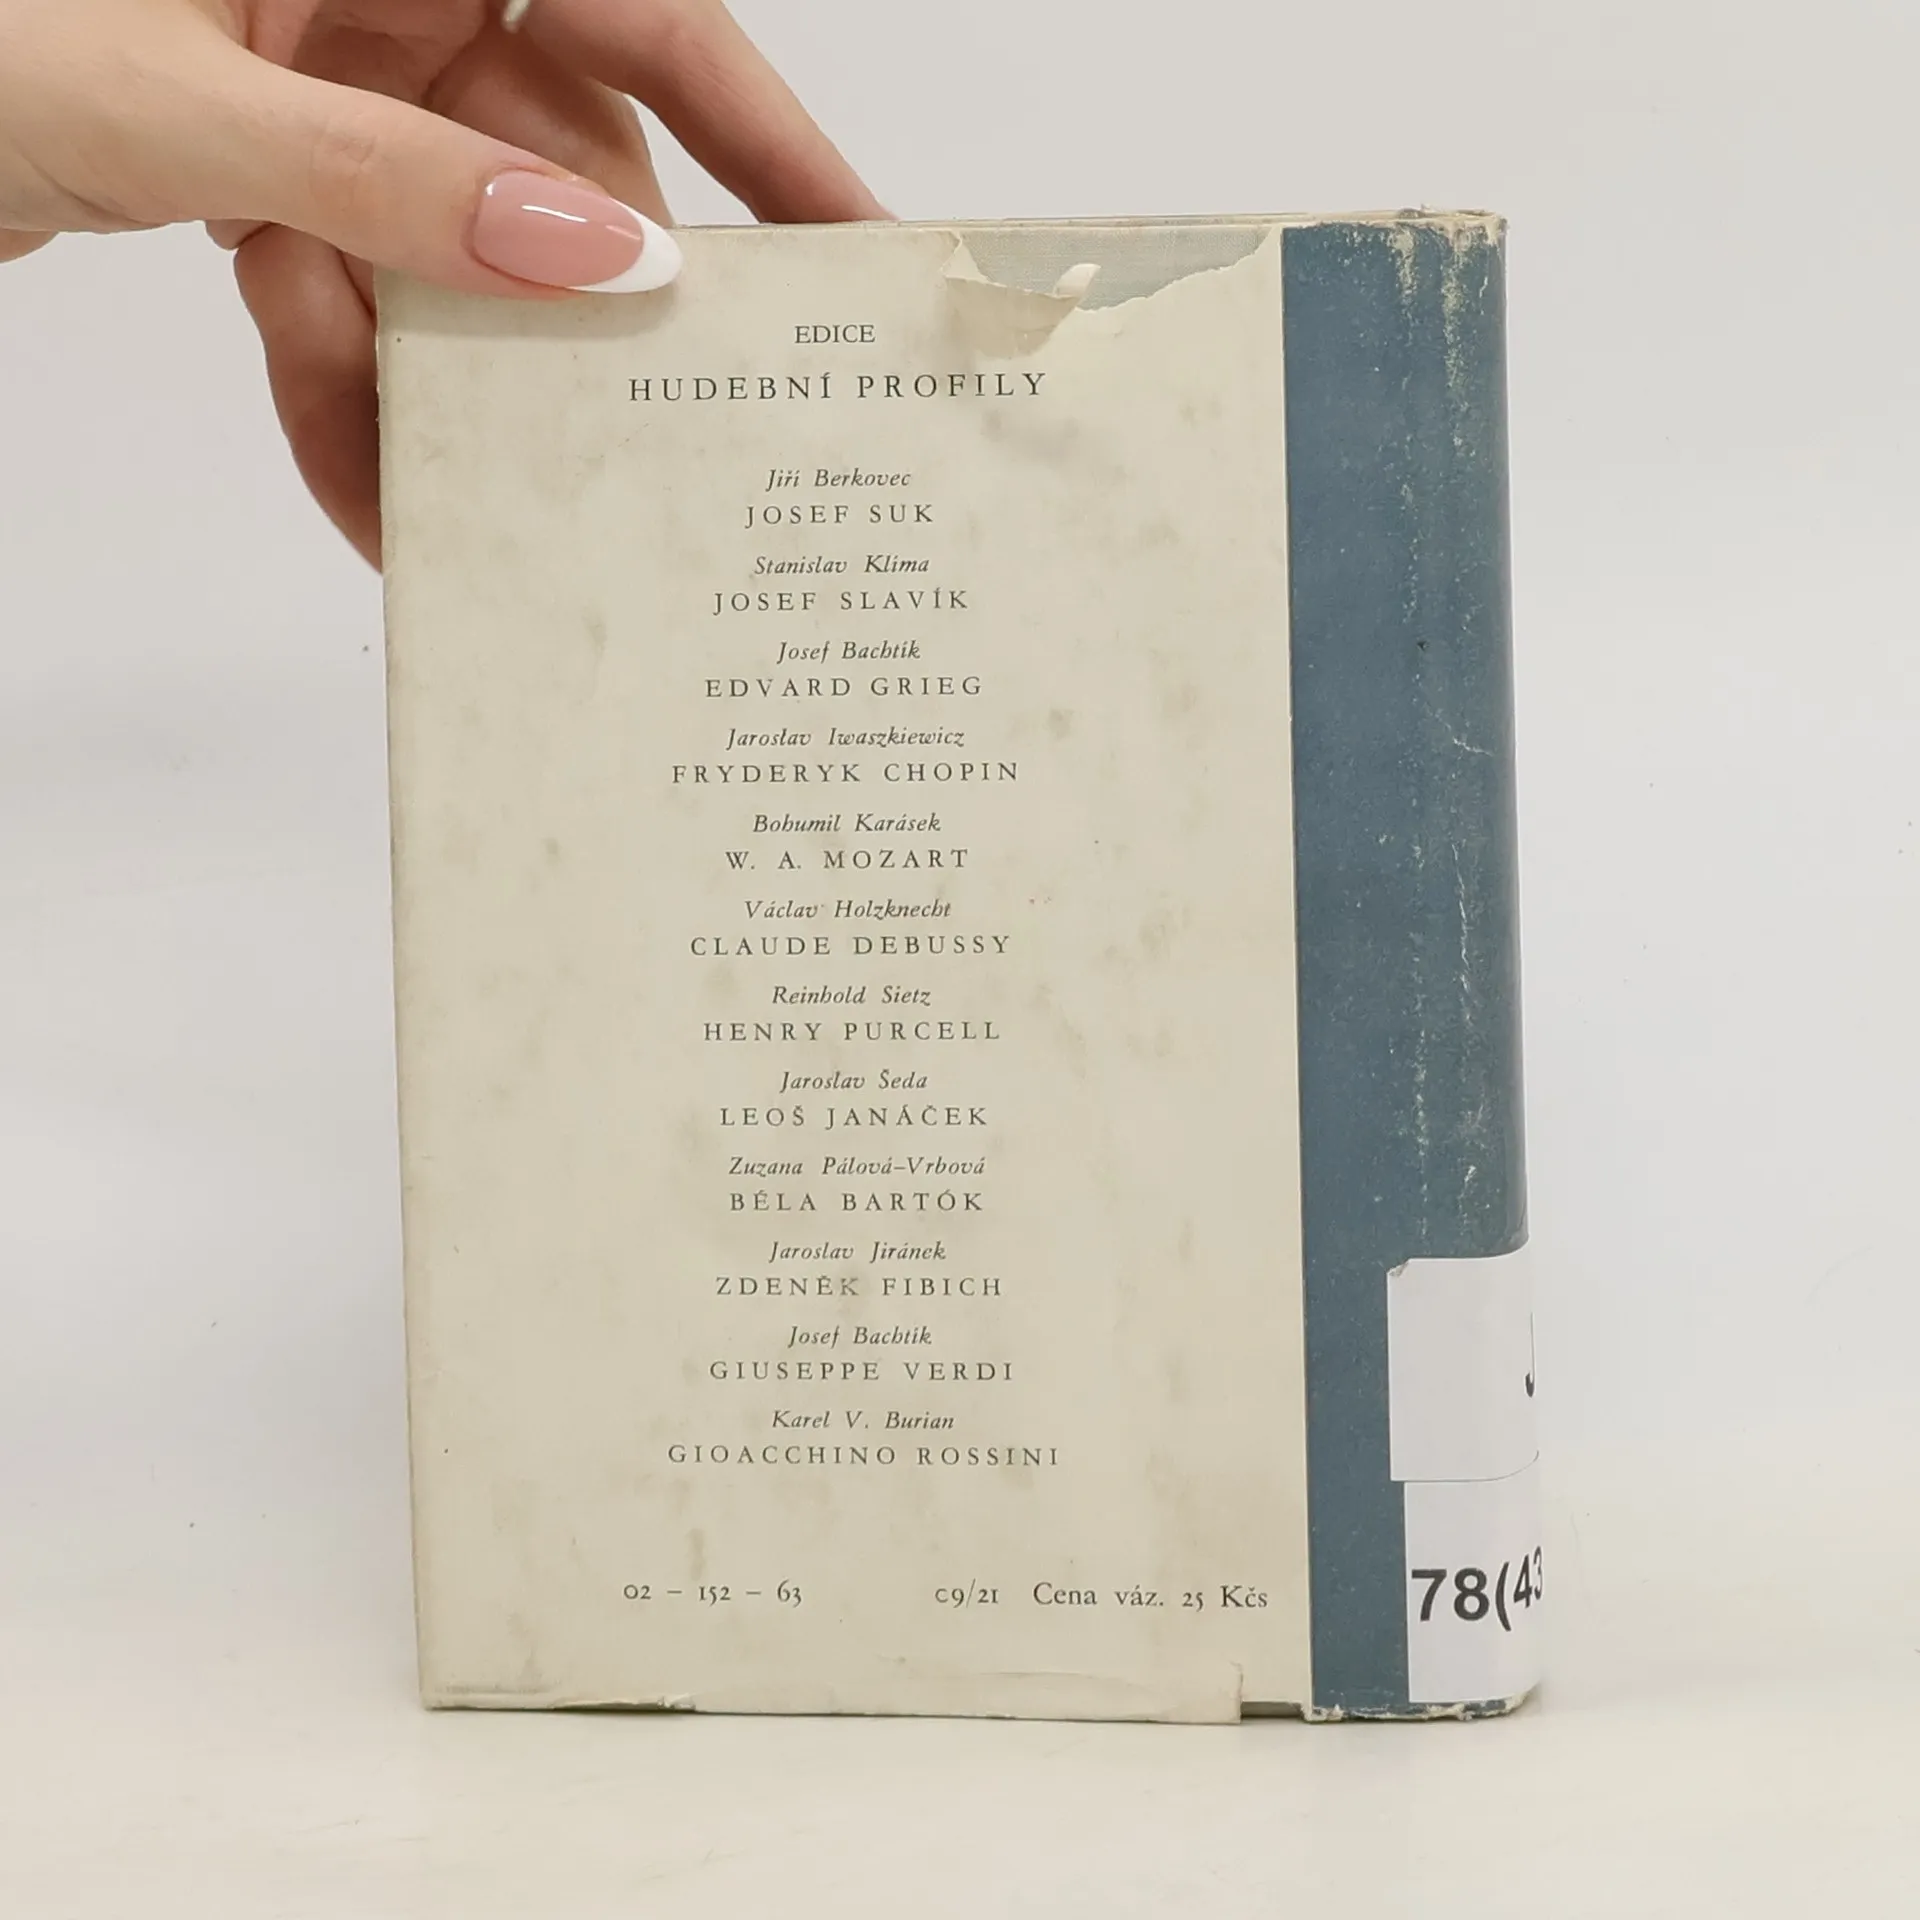 EDICE
HUDEBNÍ PROFILY
Jiří Berkovec
JOSEF SUK
Stanislav Klíma
JOSEF SLAVÍK
Josef Bachtík
EDVARD GRIEG
Jaroslav Iwaszkiewicz
FRYDERYK CHOPIN
Bohumil Karásek
W. A. MOZART
Václav Holzknecht
CLAUDE DEBUSSY
Reinhold Sietz
HENRY PURCELL
Jaroslav Šeda
LEOŠ JANÁČEK
Zuzana Pálová-Vrbová
BÉLA BARTÓK
Jaroslav Jiránek
ZDENĚK FIBICH
Josef Bachtík
GIUSEPPE VERDI
Karel V. Burian
GIOACCHINO ROSSINI
02 - 152 - 63 C9/21 Cena váz. 25 Kčs
78(43